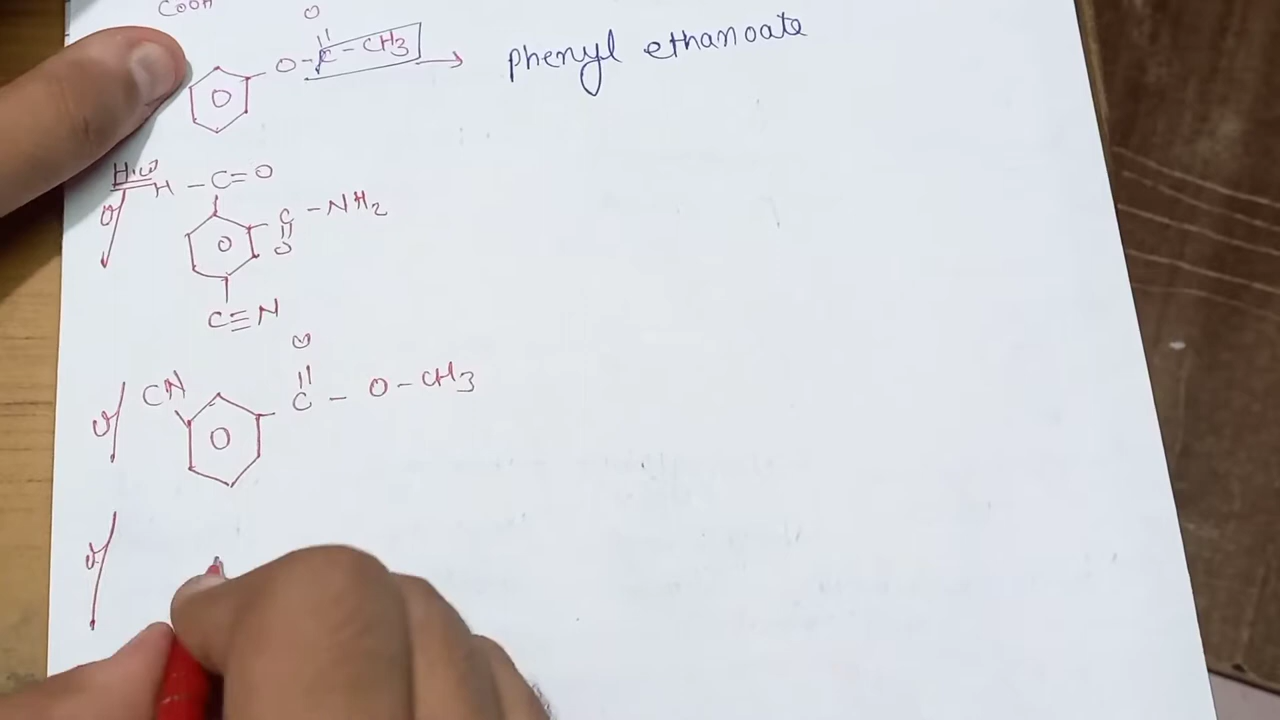 COOH
O
O - C - CH3 → phenyl ethanoate
H.W
H - C = O
Q
C - NH2
O
O
C≡N
O
CN
C - O - CH3
Q
O
Q